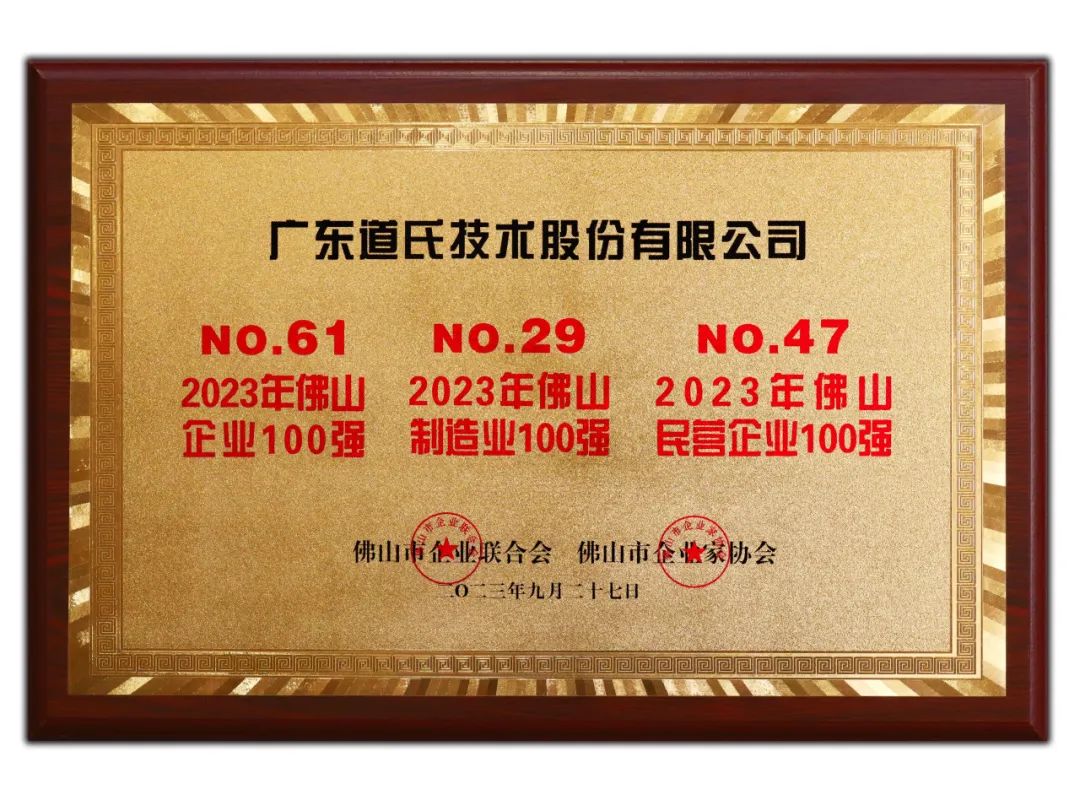 广东道氏技术股份有限公司
NO.61 NO.29 NO.47
2023年佛山 2023年佛山 2023年佛山
企业100强 制造业100强 民营企业100强
佛山市企业联合会 佛山市企业家协会
二〇二三年九月二十七日